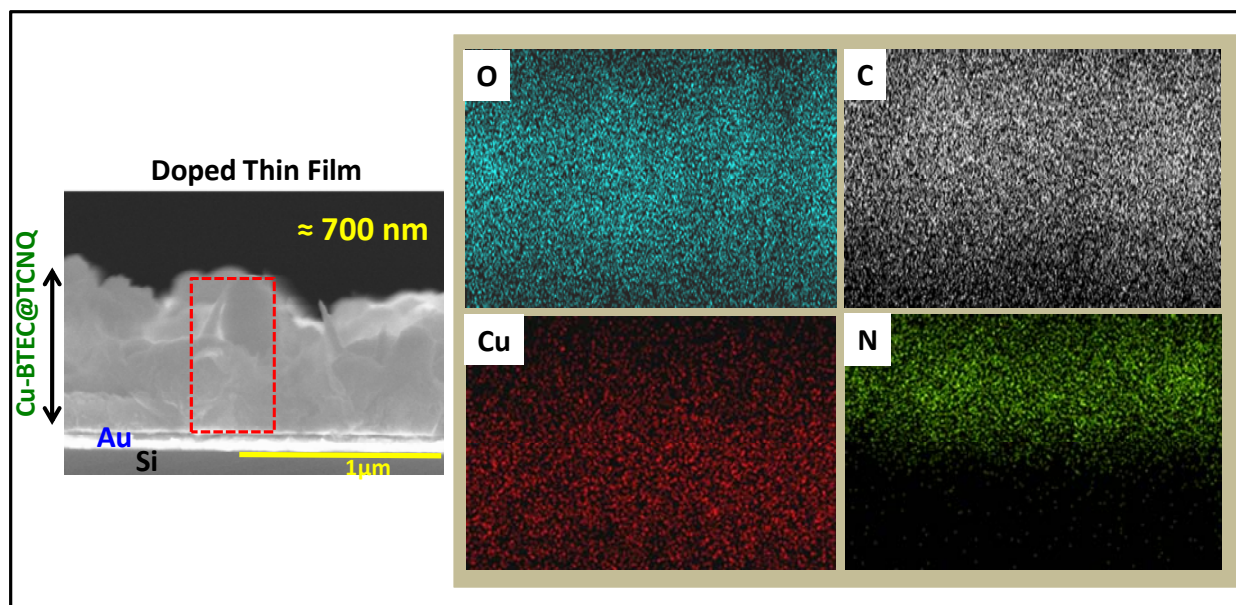 Doped Thin Film
≈ 700 nm
Cu-BTEC@TCNQ
Au
Si
1µm
O
C
Cu
N